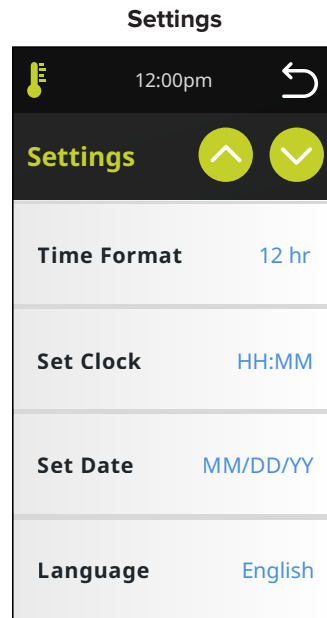 Settings
12:00pm
Settings
Time Format 12 hr
Set Clock HH:MM
Set Date MM/DD/YY
Language English